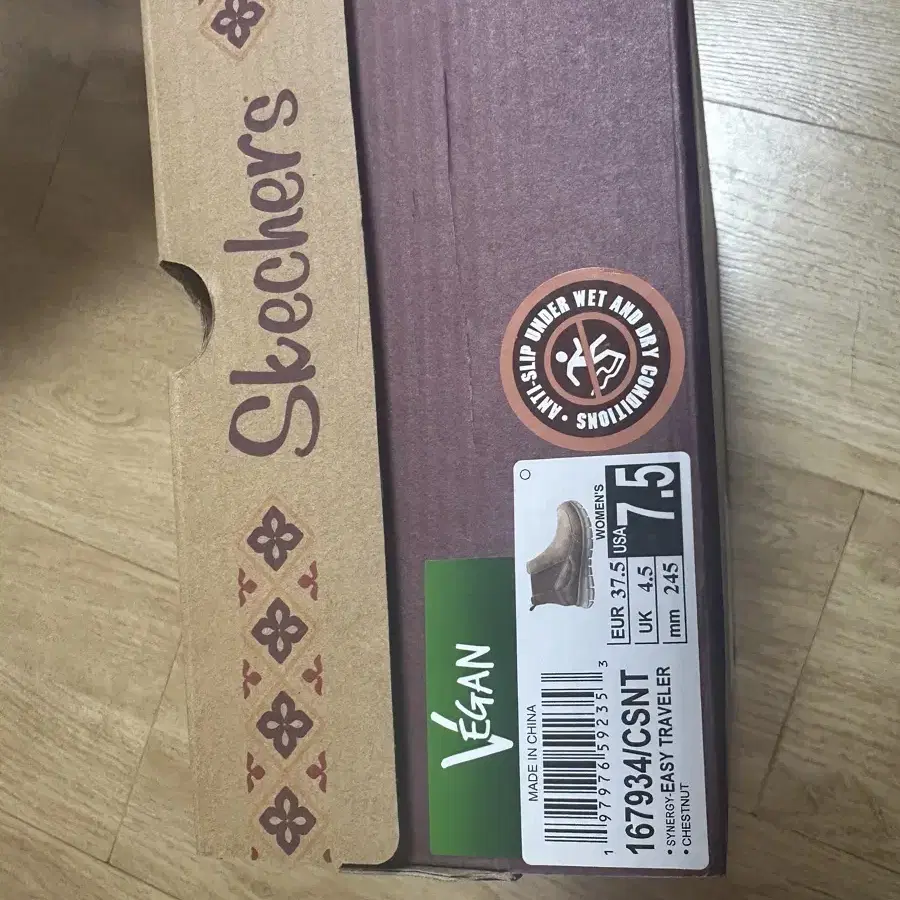 Skechers
• ANTI-SLIP UNDER WET AND DRY CONDITIONS
VEGAN
MADE IN CHINA
1 97976 59235 3
167934/CSNT
• SYNERGY-EASY TRAVELER
• CHESTNUT
WOMEN'S
EUR 37.5
UK 4.5
mm 245
USA 7.5